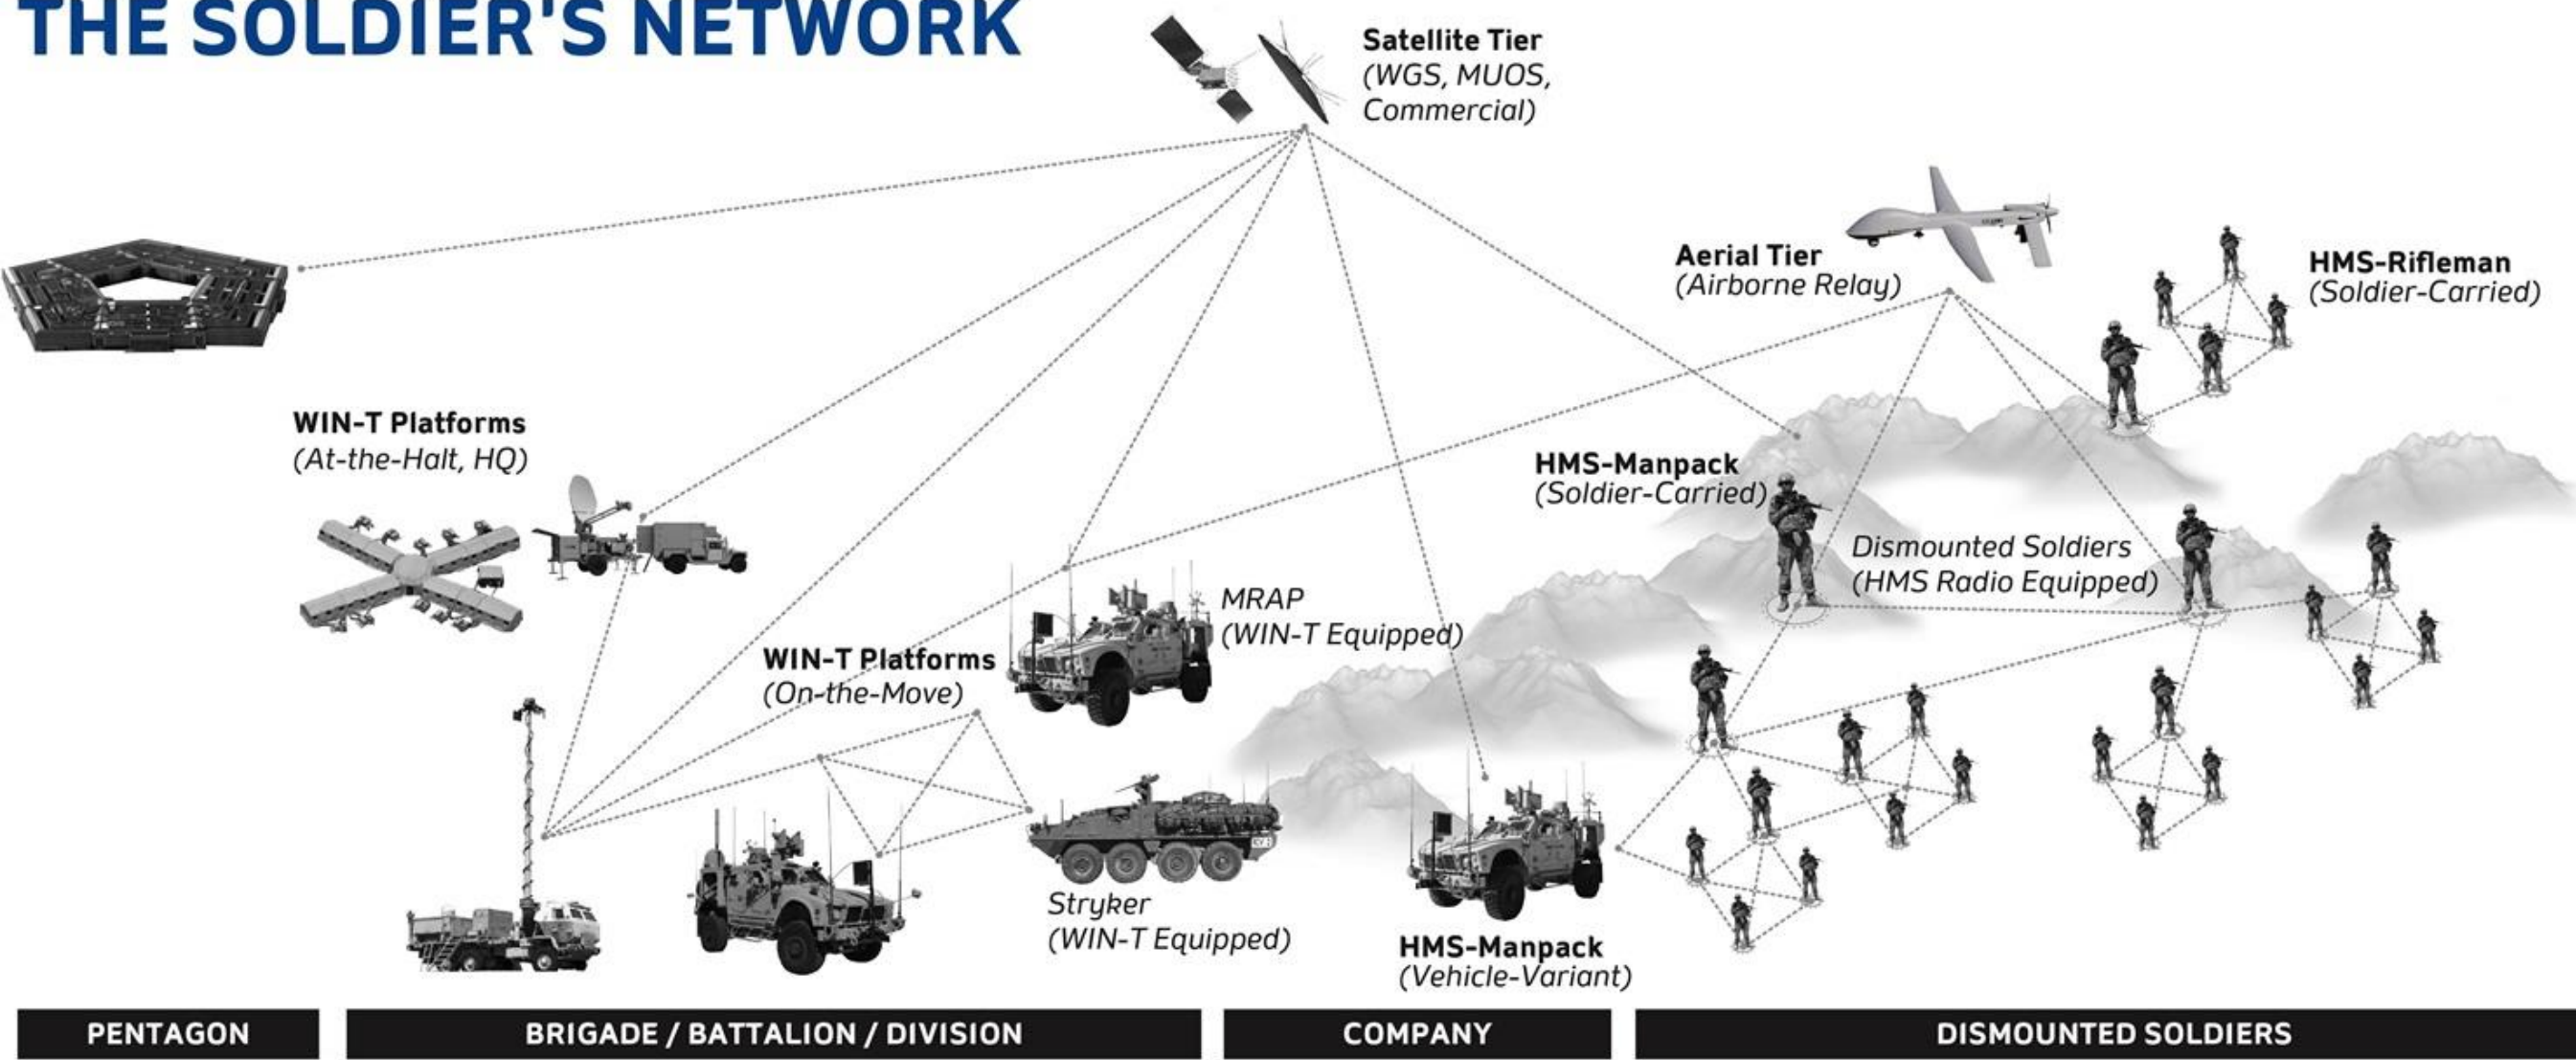 THE SOLDIER'S NETWORK
Satellite Tier
(WGS, MUOS,
Commercial)
Aerial Tier
(Airborne Relay)
HMS-Rifleman
(Soldier-Carried)
WIN-T Platforms
(At-the-Halt, HQ)
HMS-Manpack
(Soldier-Carried)
Dismounted Soldiers
(HMS Radio Equipped)
MRAP
(WIN-T Equipped)
WIN-T Platforms
(On-the-Move)
Stryker
(WIN-T Equipped)
HMS-Manpack
(Vehicle-Variant)
PENTAGON
BRIGADE / BATTALION / DIVISION
COMPANY
DISMOUNTED SOLDIERS